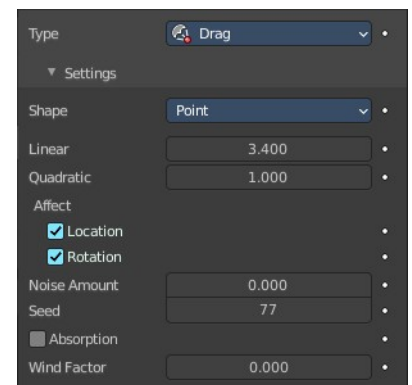 Type Drag
Settings
Shape Point
Linear 3.400
Quadratic 1.000
Affect
Location
Rotation
Noise Amount 0.000
Seed 77
Absorption
Wind Factor 0.000